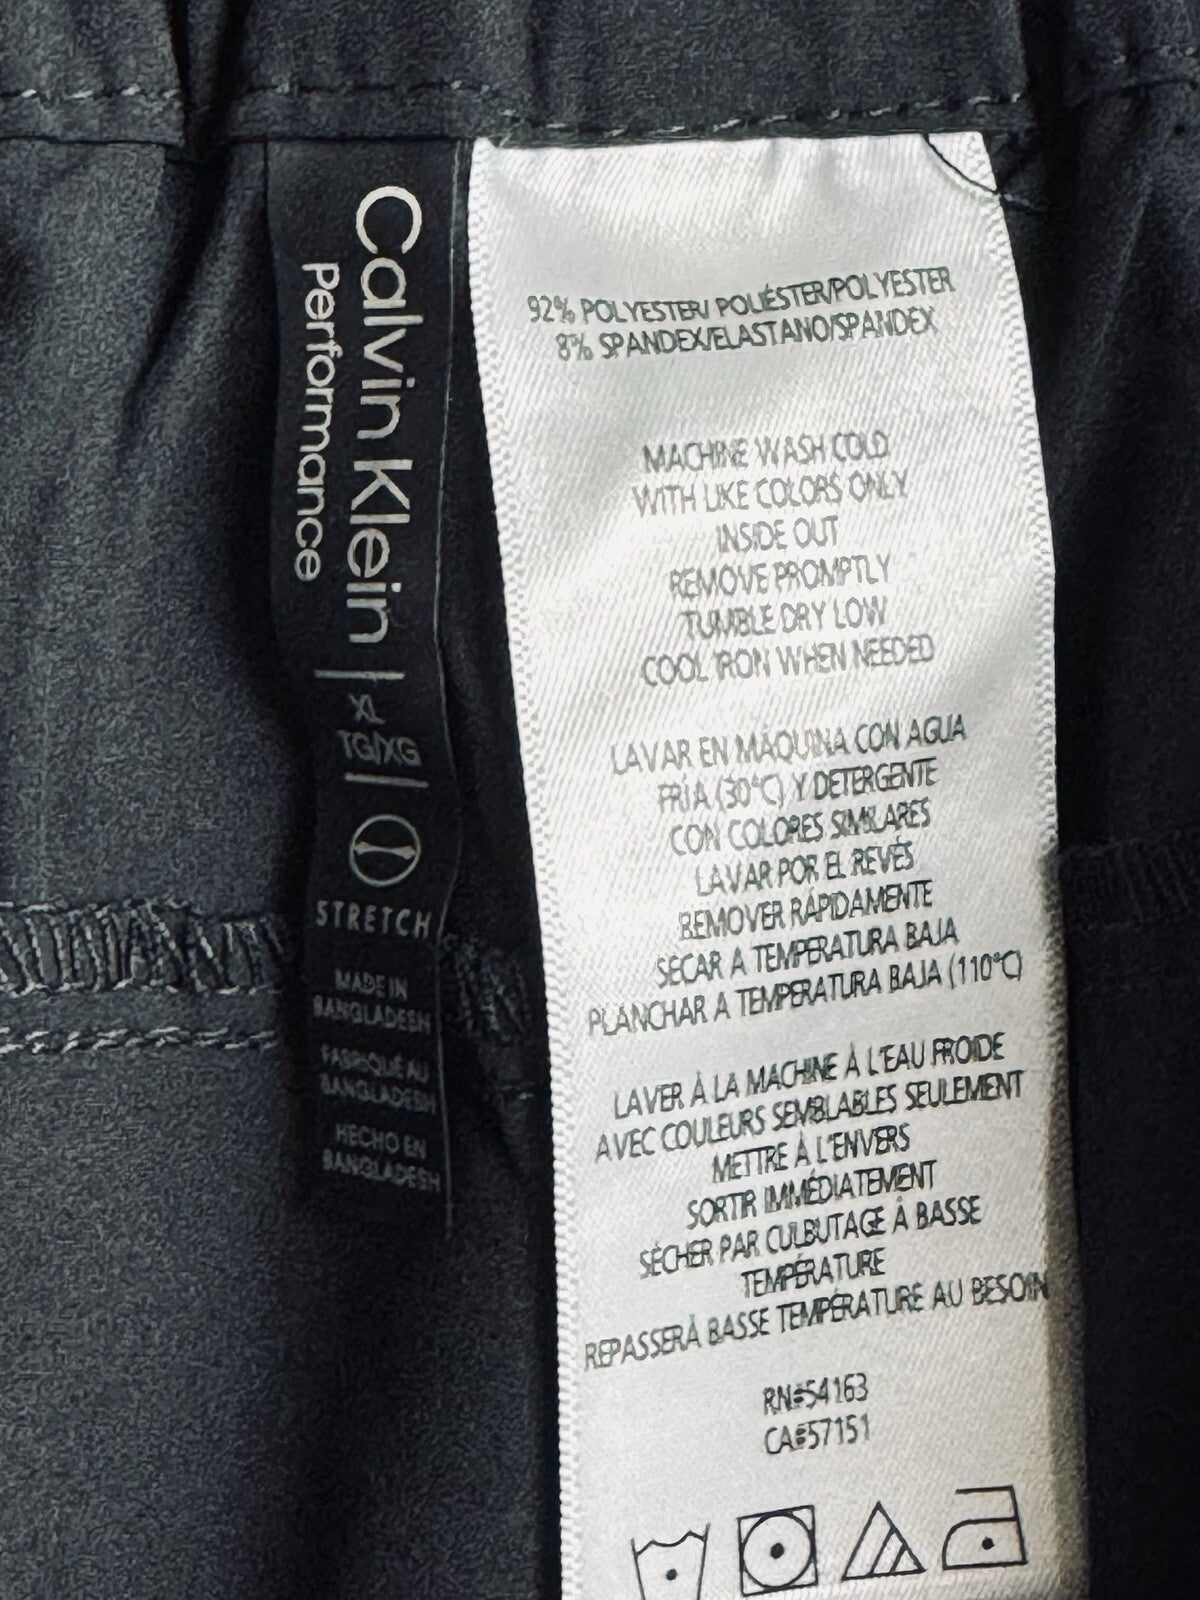 Calvin Klein
Performance
XL
TG/XG
STRETCH
MADE IN
BANGLADESH
FABRIQUÉ AU
BANGLADESH
HECHO EN
BANGLADESH
92% POLYESTER/ POLIÉSTER/POLYESTER
8% SPANDEX/ELASTANO/SPANDEX
MACHINE WASH COLD
WITH LIKE COLORS ONLY
INSIDE OUT
REMOVE PROMPTLY
TUMBLE DRY LOW
COOL IRON WHEN NEEDED
LAVAR EN MÁQUINA CON AGUA
FRÍA (30°C) Y DETERGENTE
CON COLORES SIMILARES
LAVAR POR EL REVÉS
REMOVER RÁPIDAMENTE
SECAR A TEMPERATURA BAJA
PLANCHAR A TEMPERATURA BAJA (110°C)
LAVER À LA MACHINE À L'EAU FROIDE
AVEC COULEURS SEMBLABLES SEULEMENT
METTRE À L'ENVERS
SORTIR IMMÉDIATEMENT
SÉCHER PAR CULBUTAGE À BASSE
TEMPÉRATURE
REPASSER À BASSE TEMPÉRATURE AU BESOIN
RN#54163
CA#57151